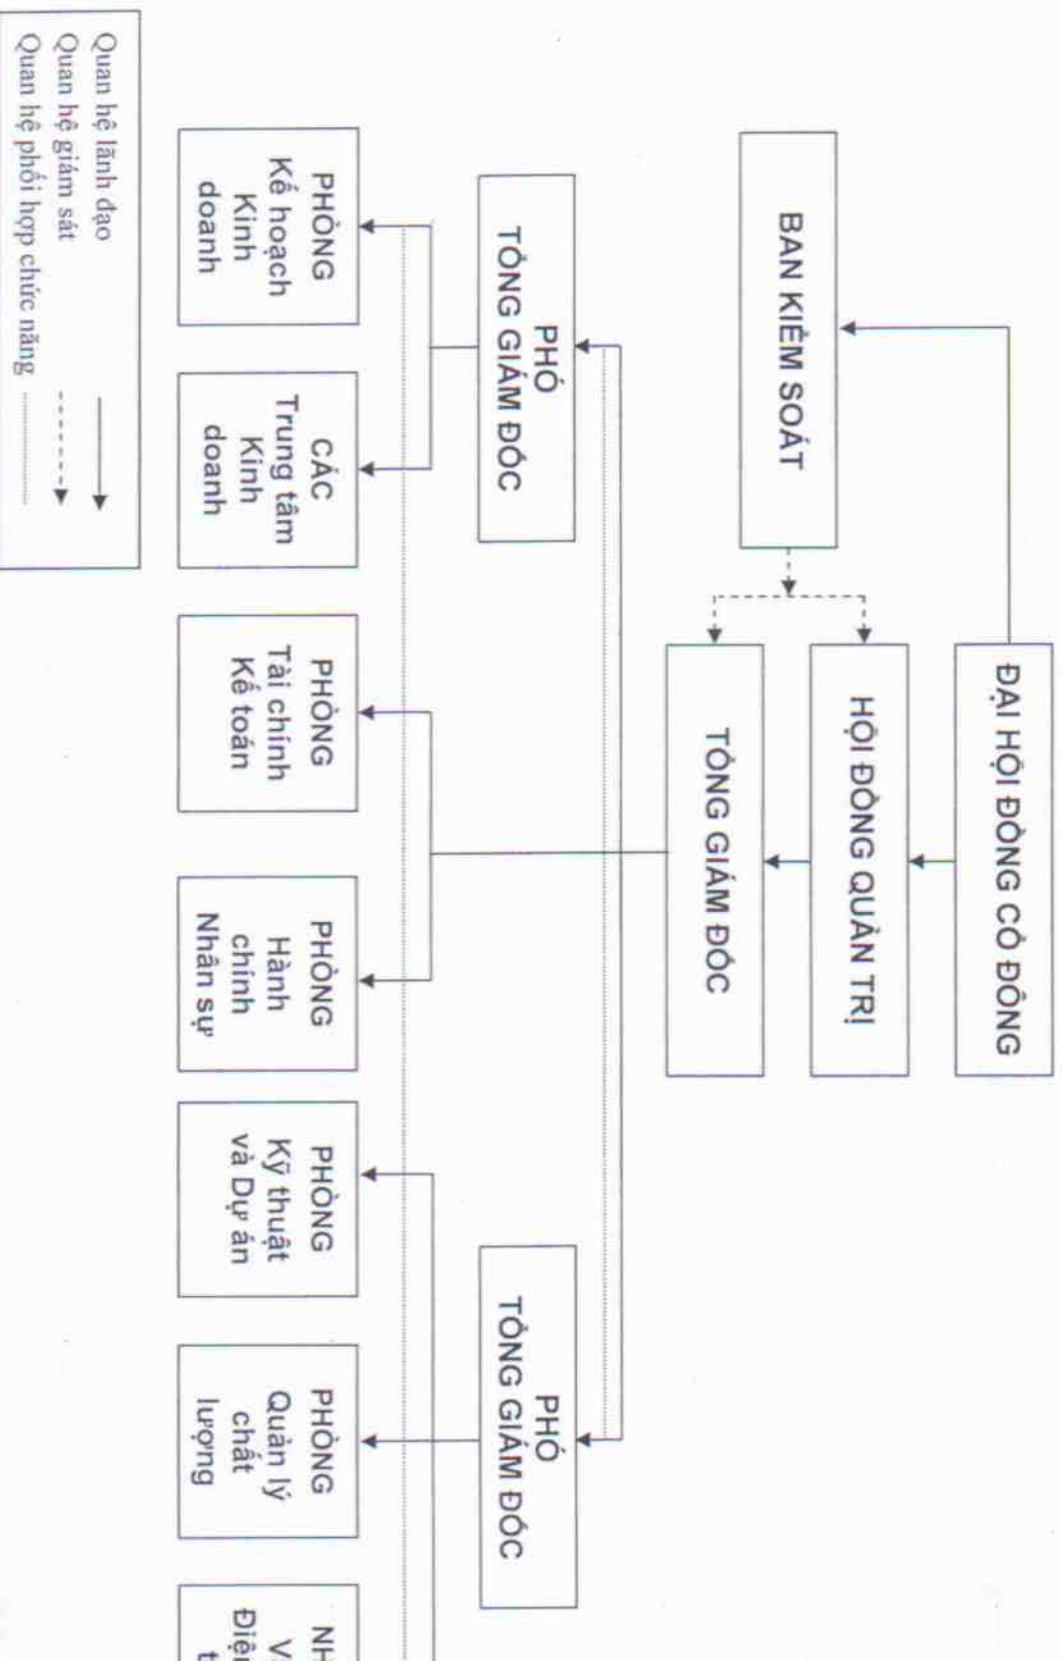 ĐẠI HỘI ĐỒNG CỔ ĐÔNG
HỘI ĐỒNG QUẢN TRỊ
BAN KIỂM SOÁT
TỔNG GIÁM ĐỐC
PHÓ
TỔNG GIÁM ĐỐC
PHÓ
TỔNG GIÁM ĐỐC
PHÒNG
Kế hoạch
Kinh
doanh
CÁC
Trung tâm
Kinh
doanh
PHÒNG
Tài chính
Kế toán
PHÒNG
Hành
chính
Nhân sự
PHÒNG
Kỹ thuật
và Dự án
PHÒNG
Quản lý
chất
lượng
Quan hệ lãnh đạo
Quan hệ giám sát
Quan hệ phối hợp chức năng